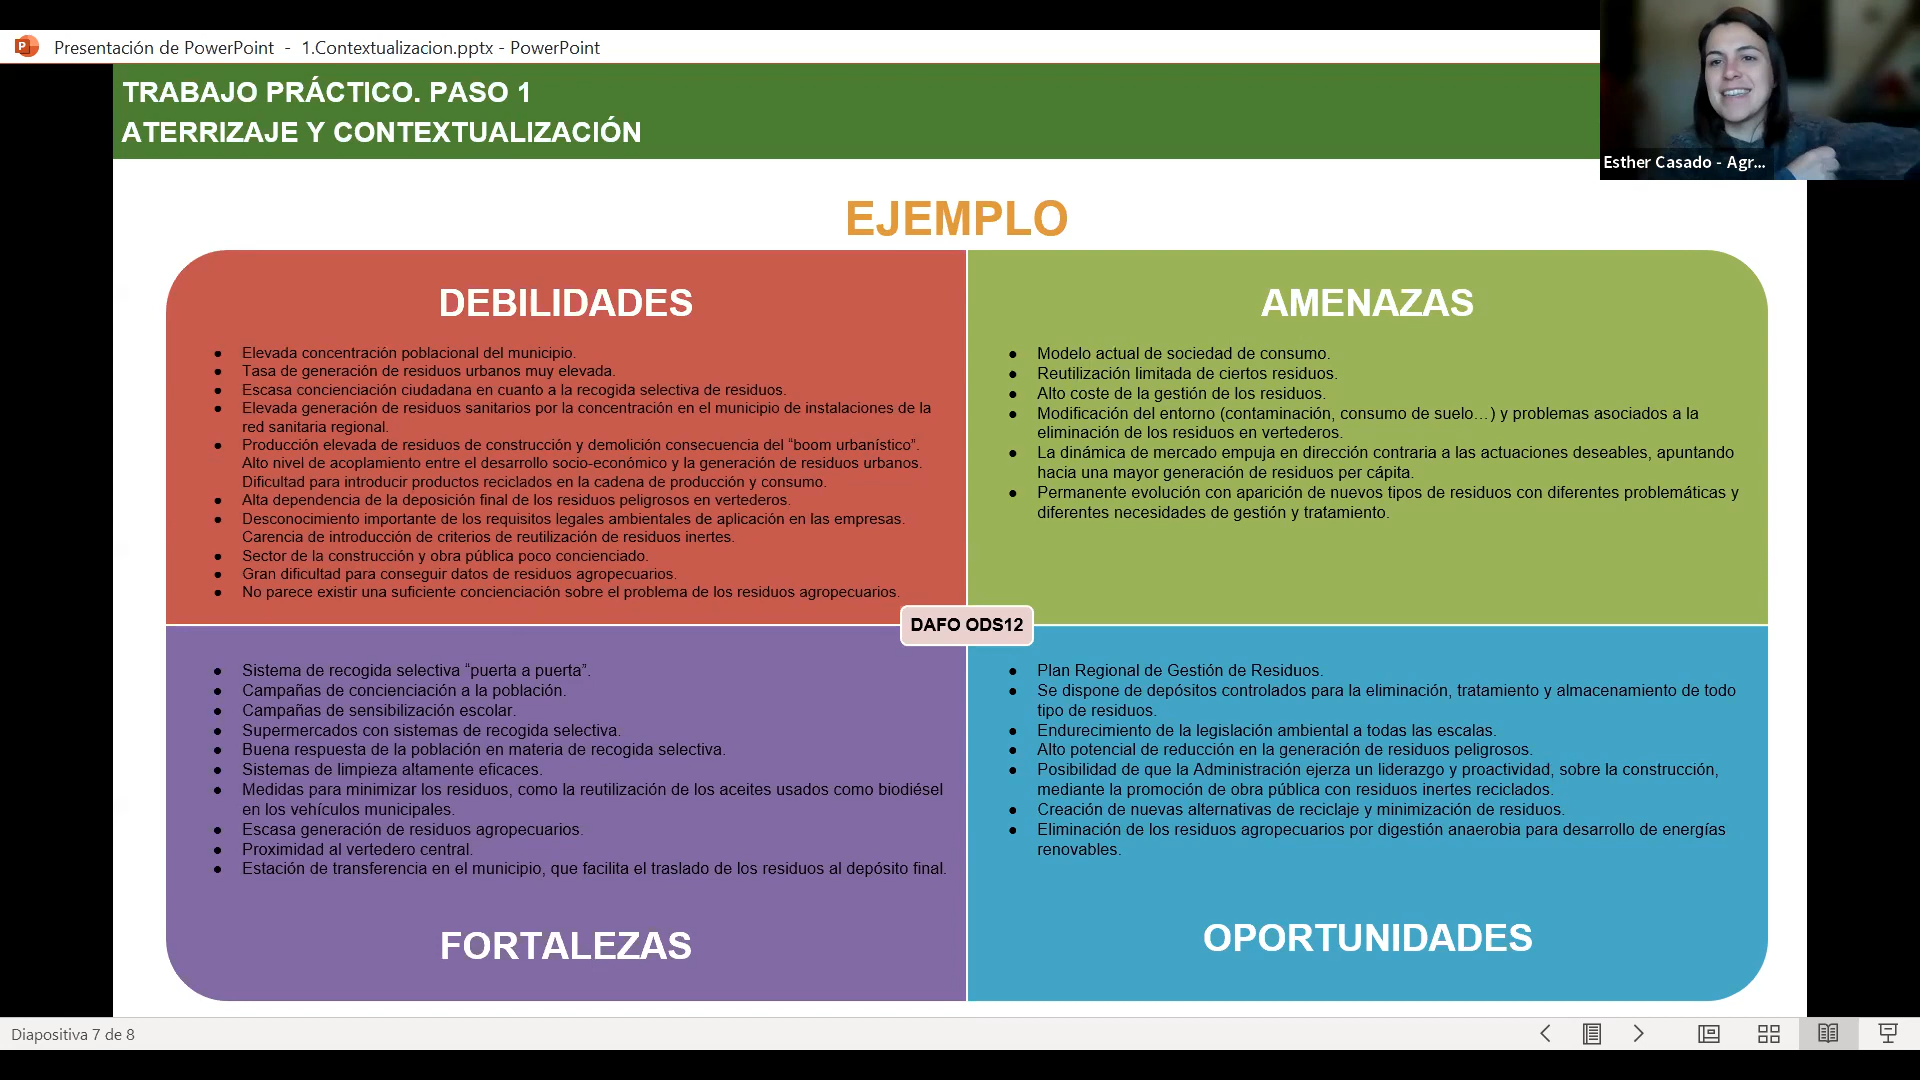 Presentación de PowerPoint - 1.Contextualizacion.pptx - PowerPoint
TRABAJO PRÁCTICO. PASO 1
ATERRIZAJE Y CONTEXTUALIZACIÓN
Esther Casado - Agr...
EJEMPLO
DEBILIDADES
● Elevada concentración poblacional del municipio.
● Tasa de generación de residuos urbanos muy elevada.
● Escasa concienciación ciudadana en cuanto a la recogida selectiva de residuos.
● Elevada generación de residuos sanitarios por la concentración en el municipio de instalaciones de la
red sanitaria regional.
● Producción elevada de residuos de construcción y demolición consecuencia del “boom urbanístico”.
Alto nivel de acoplamiento entre el desarrollo socio-económico y la generación de residuos urbanos.
Dificultad para introducir productos reciclados en la cadena de producción y consumo.
● Alta dependencia de la deposición final de los residuos peligrosos en vertederos.
● Desconocimiento importante de los requisitos legales ambientales de aplicación en las empresas.
Carencia de introducción de criterios de reutilización de residuos inertes.
● Sector de la construcción y obra pública poco concienciado.
● Gran dificultad para conseguir datos de residuos agropecuarios.
● No parece existir una suficiente concienciación sobre el problema de los residuos agropecuarios.
AMENAZAS
● Modelo actual de sociedad de consumo.
● Reutilización limitada de ciertos residuos.
● Alto coste de la gestión de los residuos.
● Modificación del entorno (contaminación, consumo de suelo…) y problemas asociados a la
eliminación de los residuos en vertederos.
● La dinámica de mercado empuja en dirección contraria a las actuaciones deseables, apuntando
hacia una mayor generación de residuos per cápita.
● Permanente evolución con aparición de nuevos tipos de residuos con diferentes problemáticas y
diferentes necesidades de gestión y tratamiento.
DAFO ODS12
● Sistema de recogida selectiva “puerta a puerta”.
● Campañas de concienciación a la población.
● Campañas de sensibilización escolar.
● Supermercados con sistemas de recogida selectiva.
● Buena respuesta de la población en materia de recogida selectiva.
● Sistemas de limpieza altamente eficaces.
● Medidas para minimizar los residuos, como la reutilización de los aceites usados como biodiésel
en los vehículos municipales.
● Escasa generación de residuos agropecuarios.
● Proximidad al vertedero central.
● Estación de transferencia en el municipio, que facilita el traslado de los residuos al depósito final.
FORTALEZAS
● Plan Regional de Gestión de Residuos.
● Se dispone de depósitos controlados para la eliminación, tratamiento y almacenamiento de todo
tipo de residuos.
● Endurecimiento de la legislación ambiental a todas las escalas.
● Alto potencial de reducción en la generación de residuos peligrosos.
● Posibilidad de que la Administración ejerza un liderazgo y proactividad, sobre la construcción,
mediante la promoción de obra pública con residuos inertes reciclados.
● Creación de nuevas alternativas de reciclaje y minimización de residuos.
● Eliminación de los residuos agropecuarios por digestión anaerobia para desarrollo de energías
renovables.
OPORTUNIDADES
Diapositiva 7 de 8